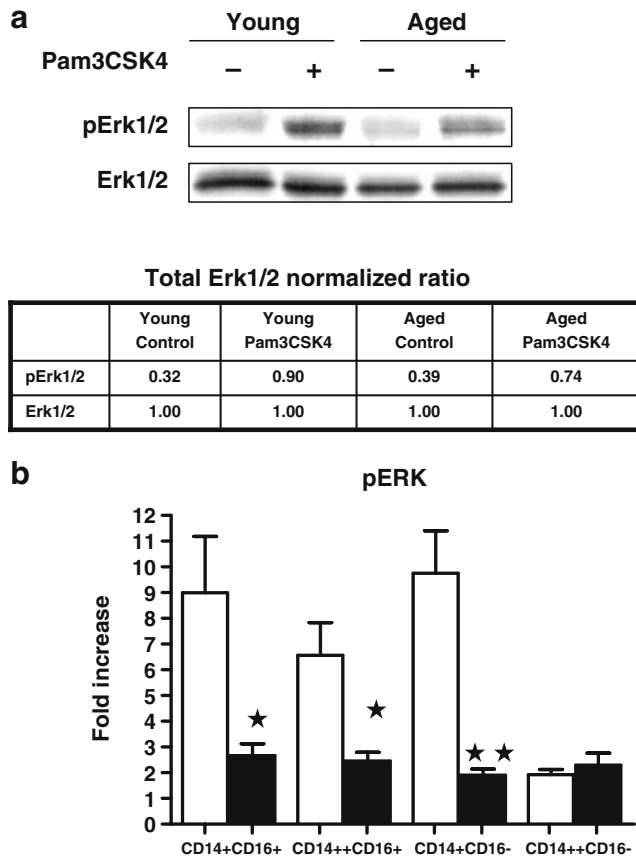 a
Young Aged
Pam3CSK4 – + – +
pErk1/2
Erk1/2
Total Erk1/2 normalized ratio
Young Control Young Pam3CSK4 Aged Control Aged Pam3CSK4
pErk1/2 0.32 0.90 0.39 0.74
Erk1/2 1.00 1.00 1.00 1.00
b
pERK
Fold increase
12
11
10
9
8
7
6
5
4
3
2
1
0
CD14+CD16+ CD14++CD16+ CD14+CD16- CD14++CD16-